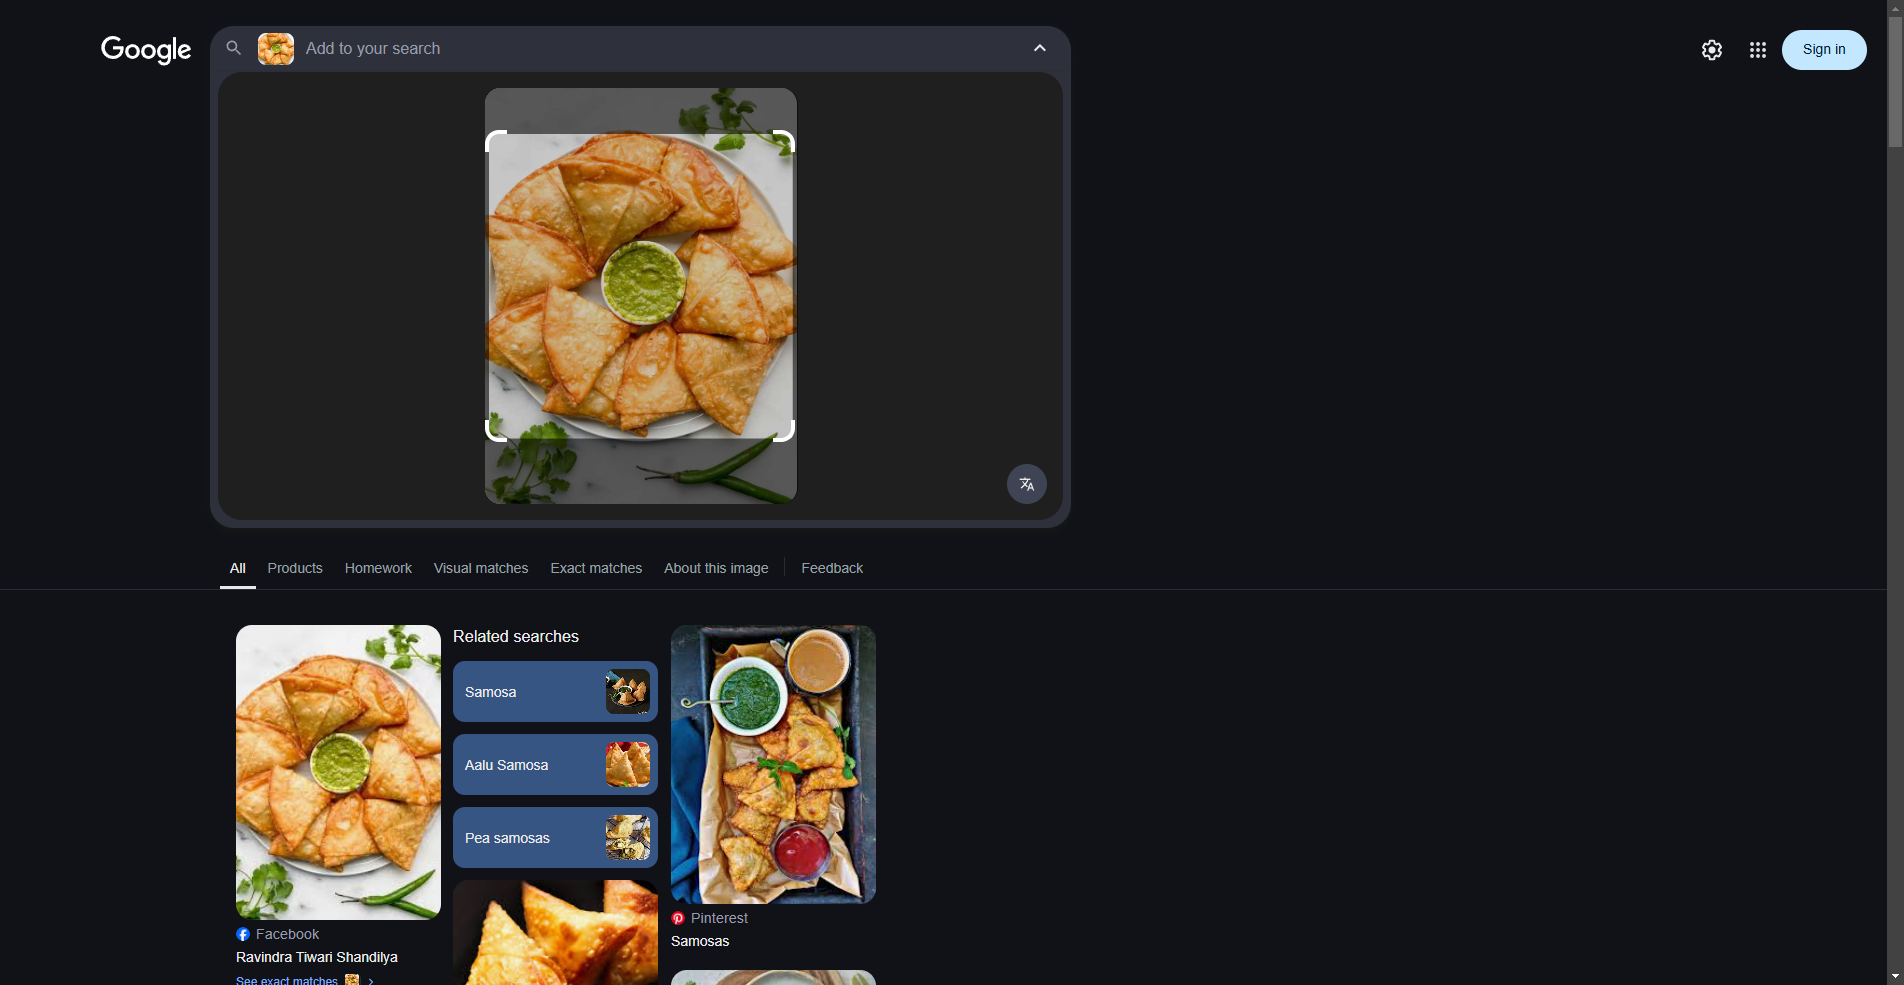 Google
Add to your search
Sign in
All
Products
Homework
Visual matches
Exact matches
About this image
Feedback
Facebook
Ravindra Tiwari Shandilya
See exact matches
Related searches
Samosa
Aalu Samosa
Pea samosas
Pinterest
Samosas